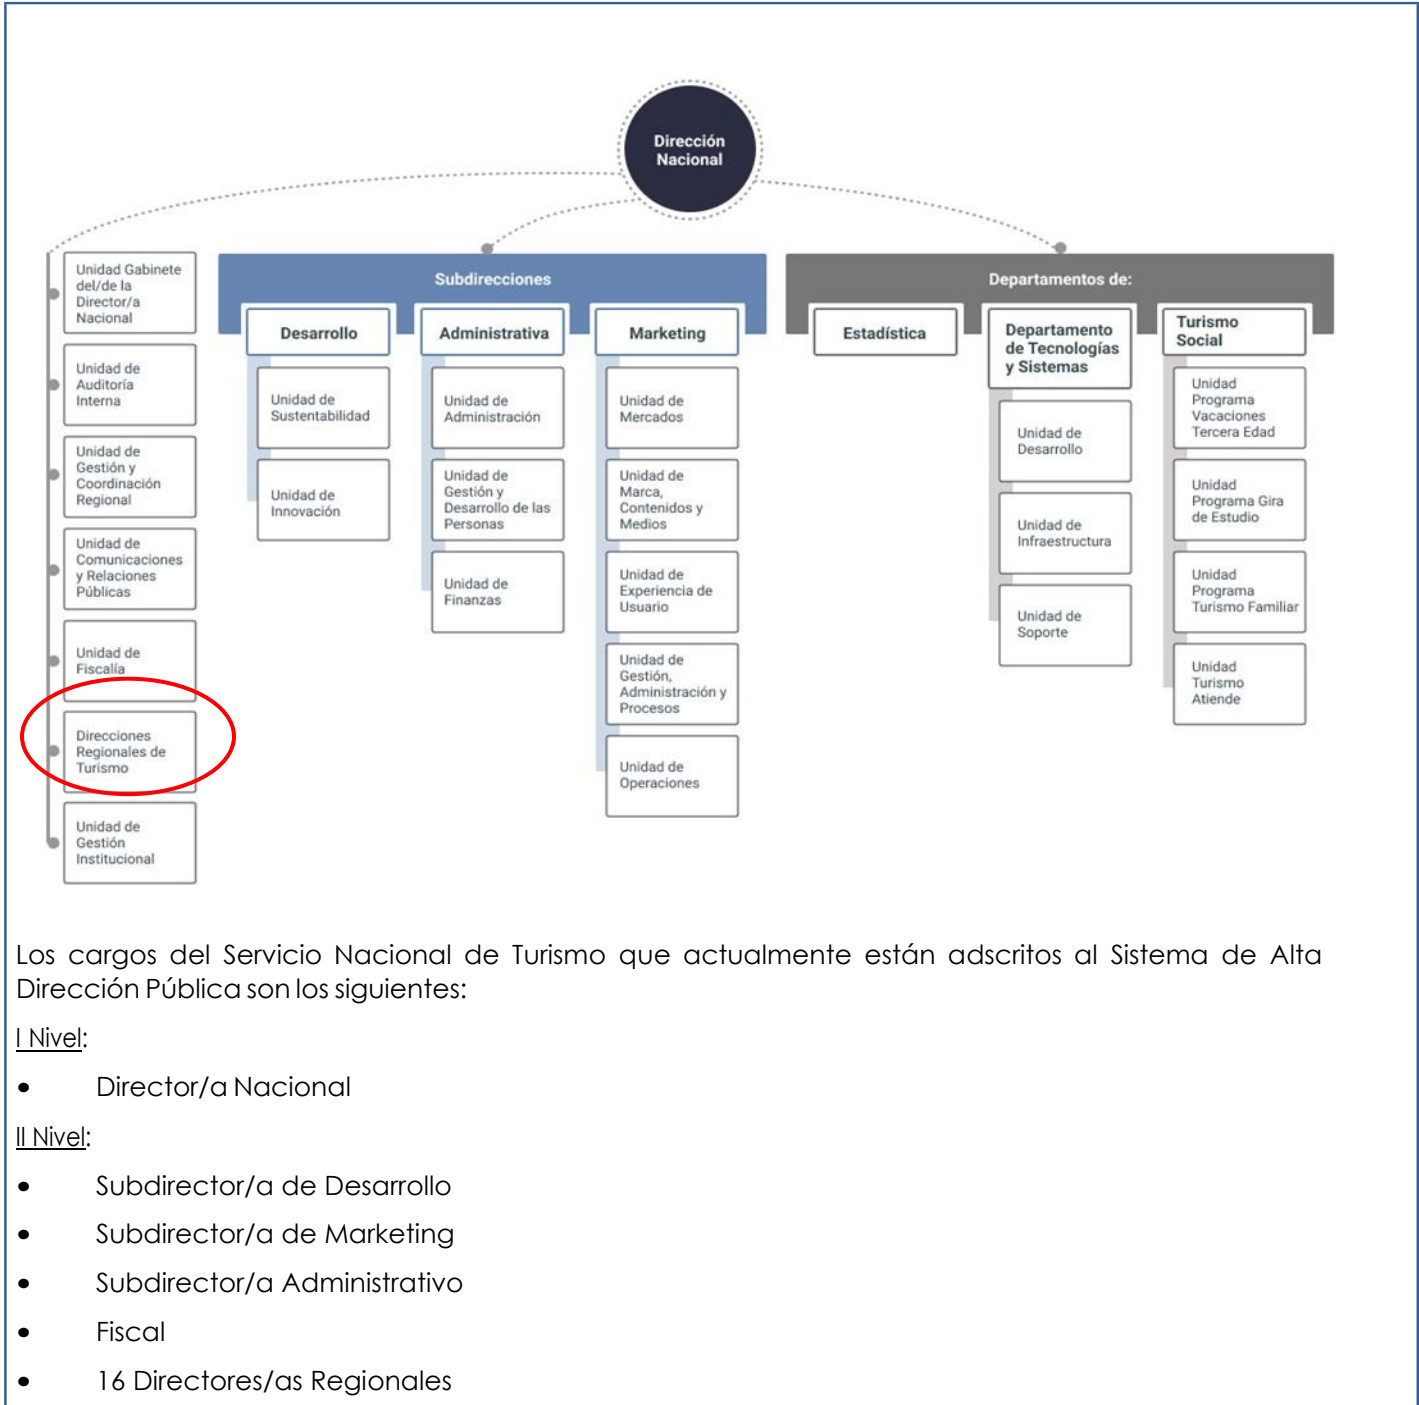 Dirección
Nacional
Unidad Gabinete
del/de la
Director/a
Nacional
Unidad de
Auditoría
Interna
Unidad de
Gestión y
Coordinación
Regional
Unidad de
Comunicaciones
y Relaciones
Públicas
Unidad de
Fiscalía
Direcciones
Regionales de
Turismo
Unidad de
Gestión
Institucional
Subdirecciones
Desarrollo
Unidad de
Sustentabilidad
Unidad de
Innovación
Administrativa
Unidad de
Administración
Unidad de
Gestión y
Desarrollo de las
Personas
Unidad de
Finanzas
Marketing
Unidad de
Mercados
Unidad de
Marca,
Contenidos y
Medios
Unidad de
Experiencia de
Usuario
Unidad de
Gestión,
Administración y
Procesos
Unidad de
Operaciones
Departamentos de:
Estadística
Departamento
de Tecnologías
y Sistemas
Unidad de
Desarrollo
Unidad de
Infraestructura
Unidad de
Soporte
Turismo
Social
Unidad
Programa
Vacaciones
Tercera Edad
Unidad
Programa Gira
de Estudio
Unidad
Programa
Turismo Familiar
Unidad
Turismo
Atiende
Los cargos del Servicio Nacional de Turismo que actualmente están adscritos al Sistema de Alta
Dirección Pública son los siguientes:
I Nivel:
• Director/a Nacional
II Nivel:
• Subdirector/a de Desarrollo
• Subdirector/a de Marketing
• Subdirector/a Administrativo
• Fiscal
• 16 Directores/as Regionales